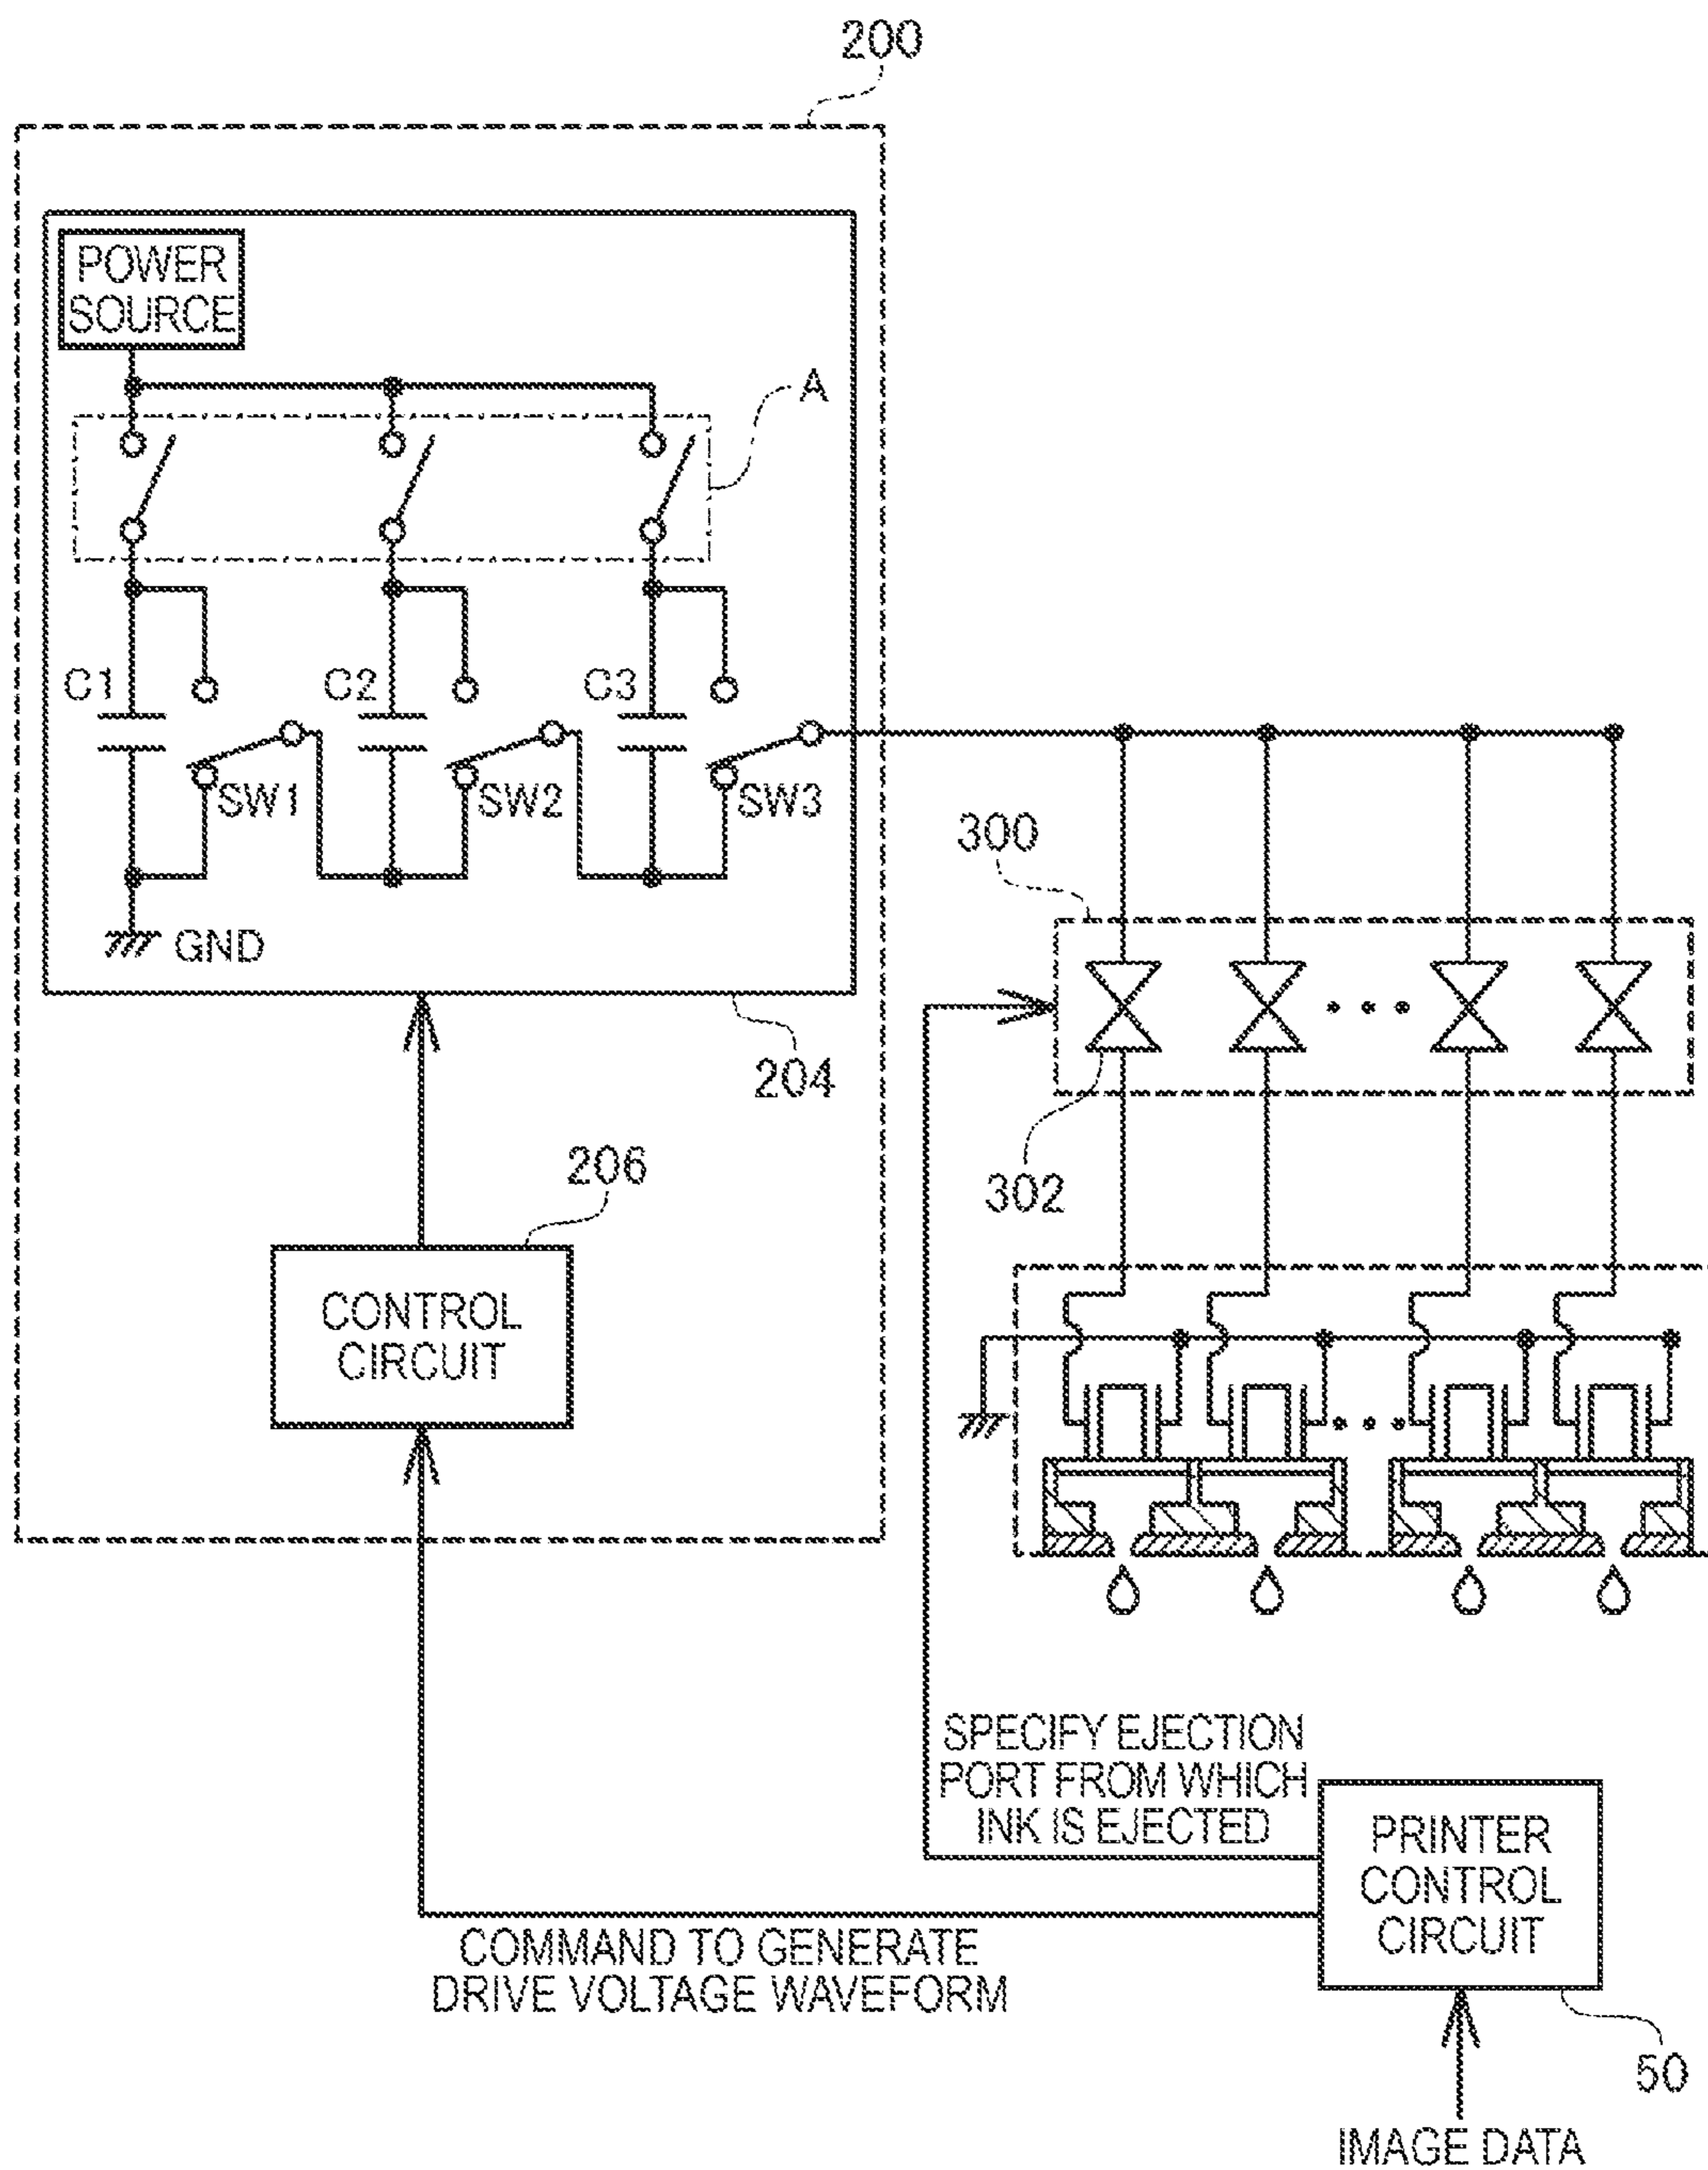 200
POWER
SOURCE
A
C1
C2
C3
SW1
SW2
SW3
GND
300
204
302
206
CONTROL
CIRCUIT
SPECIFY EJECTION
PORT FROM WHICH
INK IS EJECTED
PRINTER
CONTROL
CIRCUIT
COMMAND TO GENERATE
DRIVE VOLTAGE WAVEFORM
50
IMAGE DATA